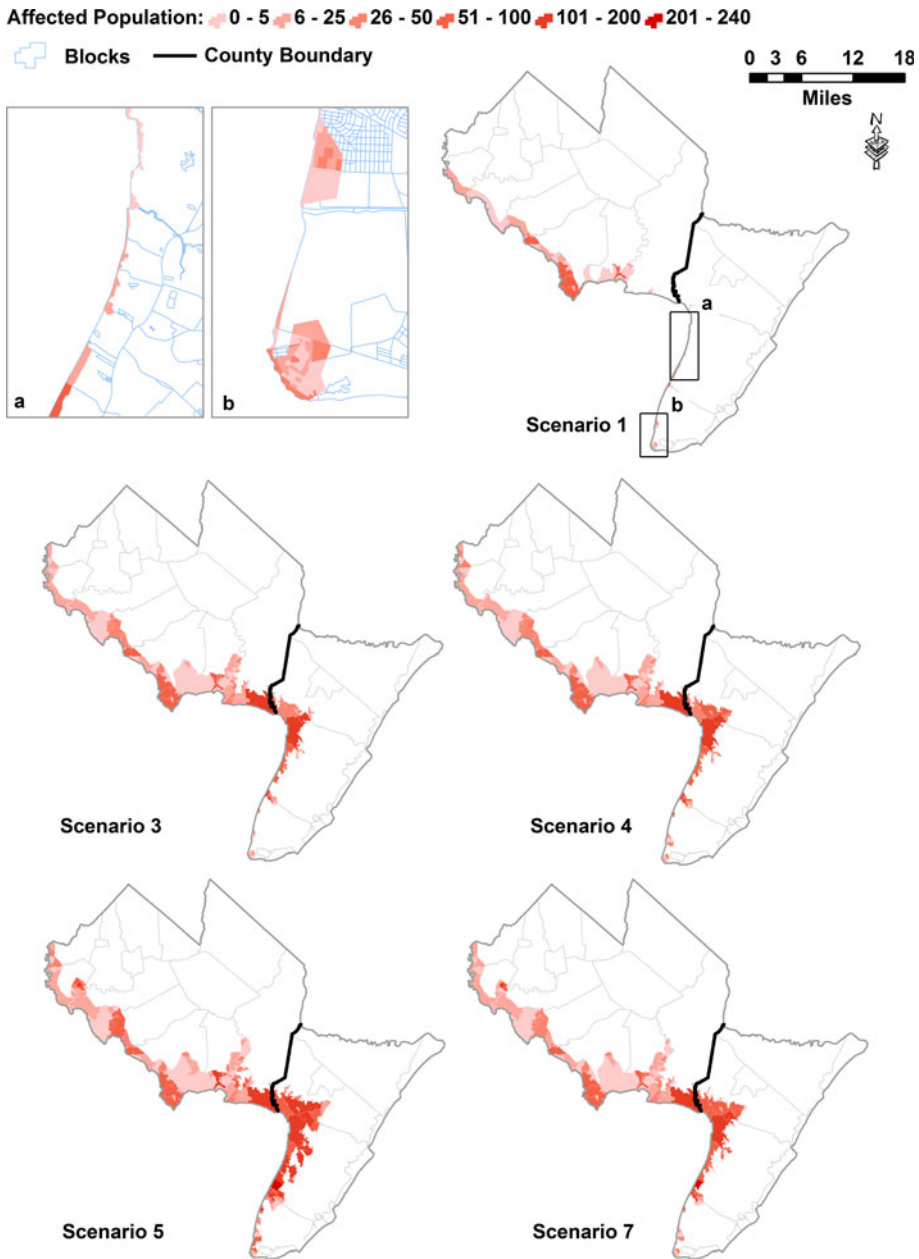 Affected Population: 0 - 5 6 - 25 26 - 50 51 - 100 101 - 200 201 - 240
Blocks County Boundary
0 3 6 12 18
Miles
N
a
b
a
b
Scenario 1
Scenario 3
Scenario 4
Scenario 5
Scenario 7